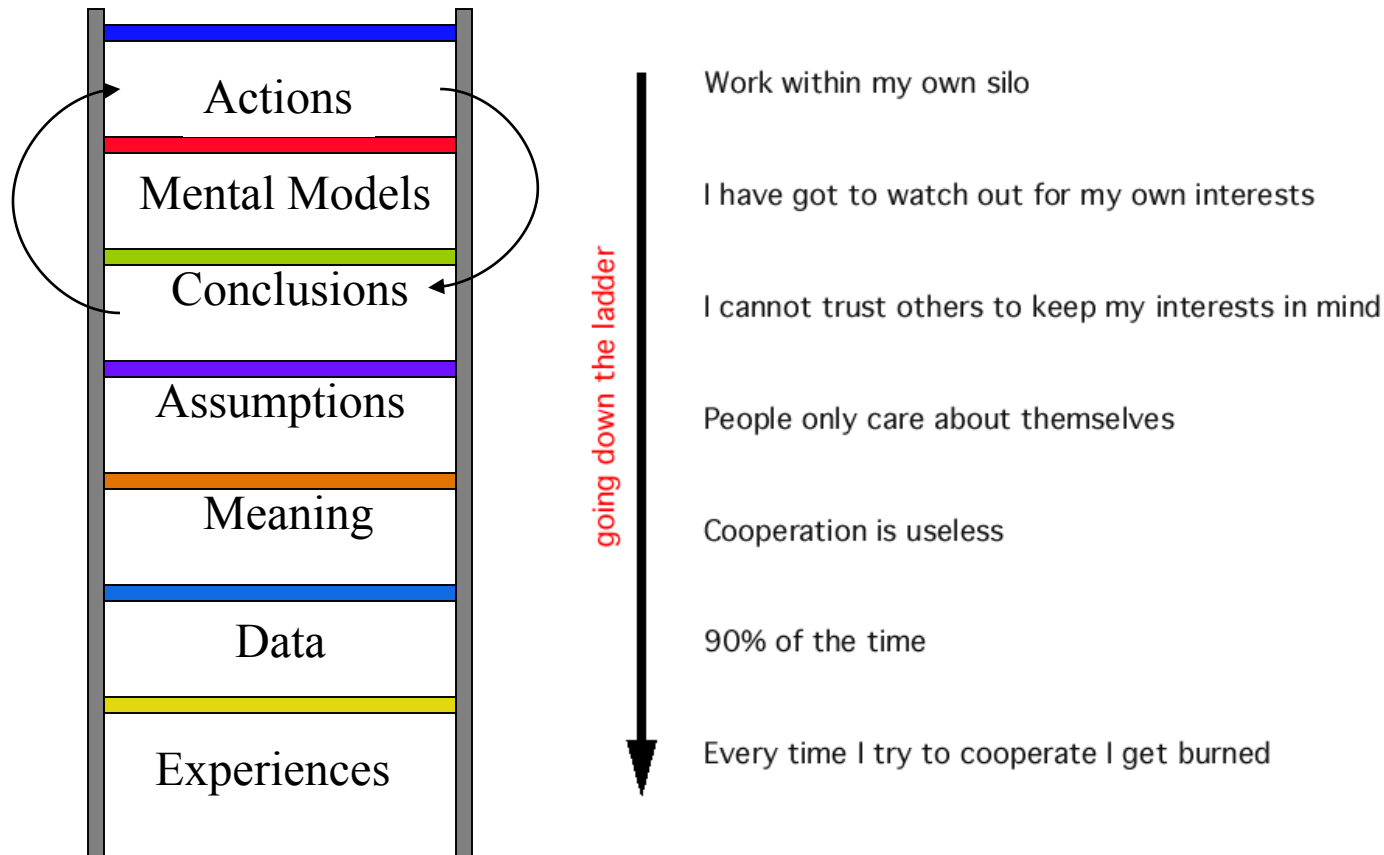 Actions
Mental Models
Conclusions
Assumptions
Meaning
Data
Experiences
going down the ladder
Work within my own silo
I have got to watch out for my own interests
I cannot trust others to keep my interests in mind
People only care about themselves
Cooperation is useless
90% of the time
Every time I try to cooperate I get burned